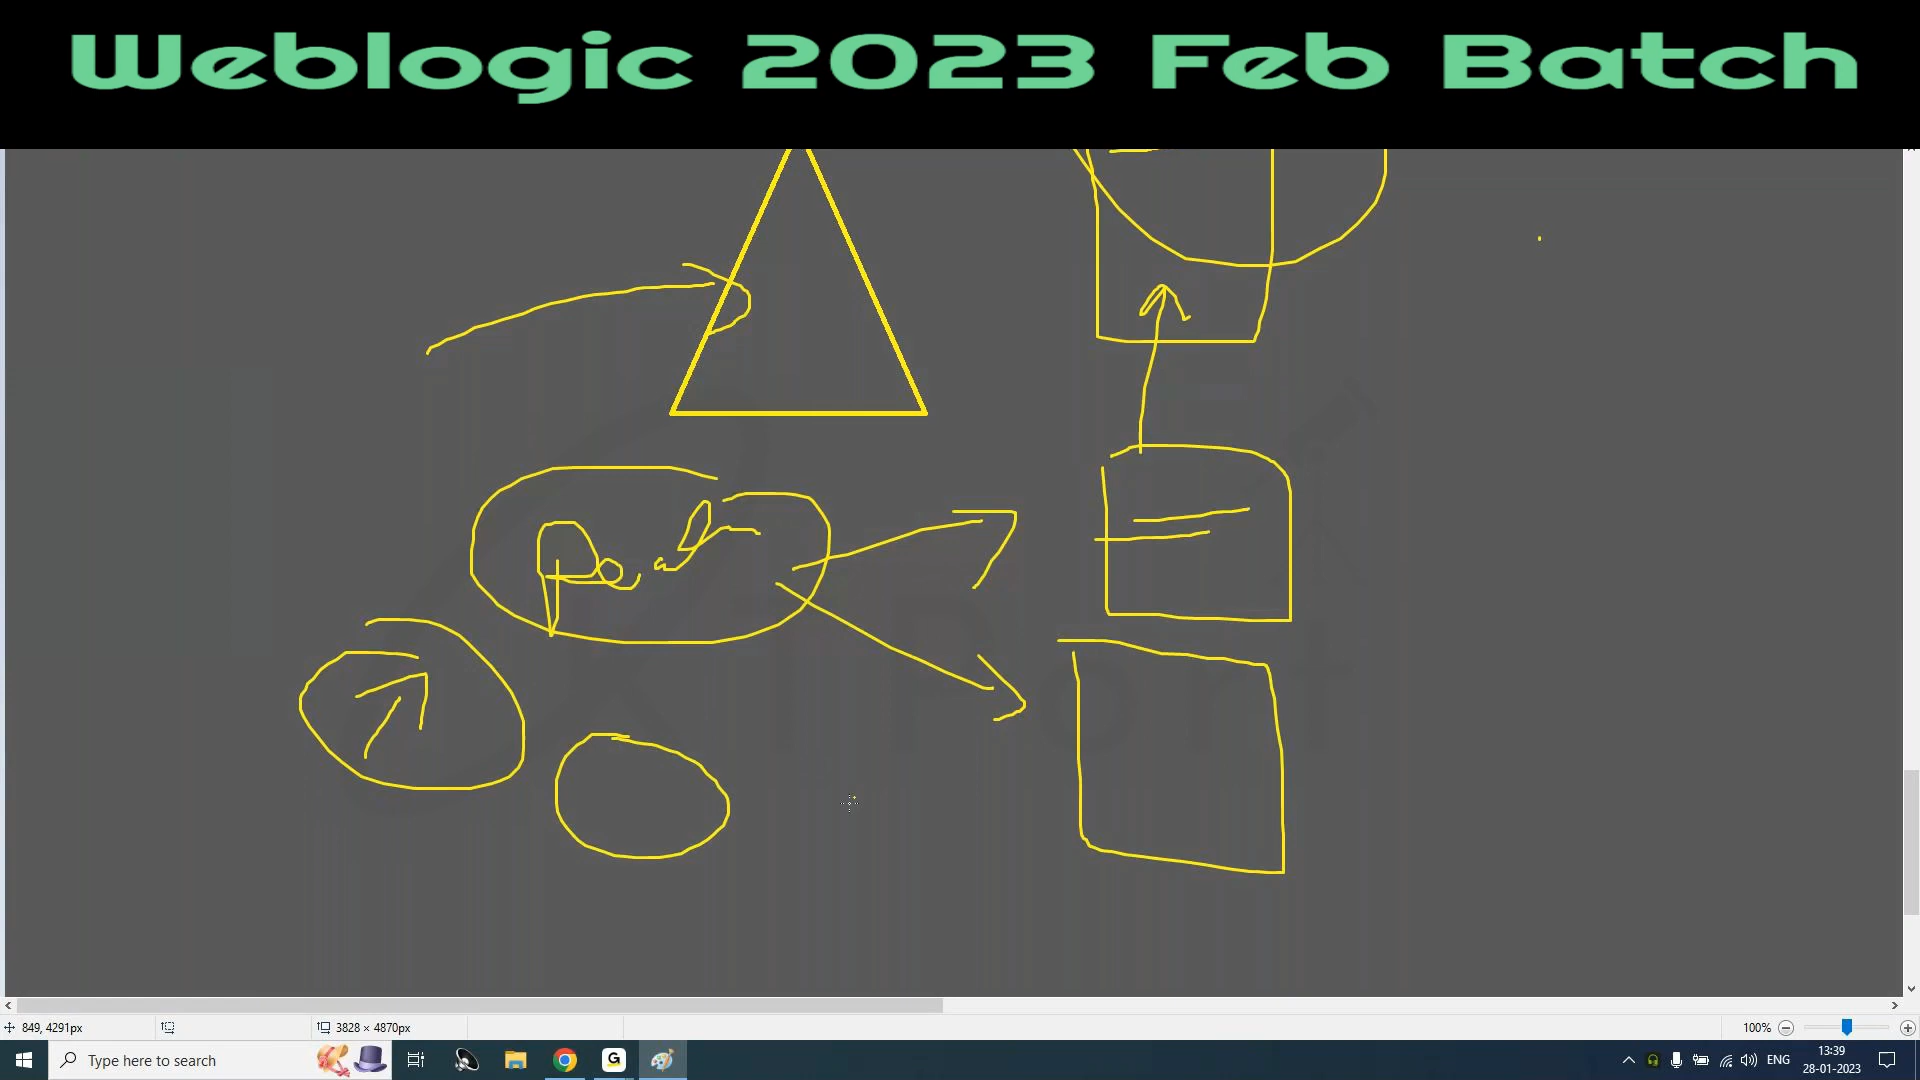 Weblogic 2023 Feb Batch
849, 4291px
3828 × 4870px
100%
Type here to search
ENG
13:39
28-01-2023